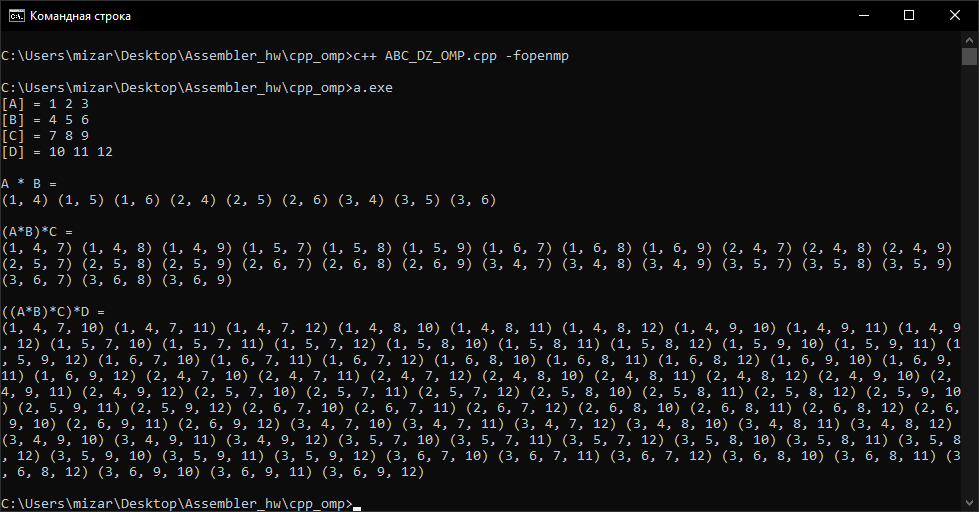 Командная строка
C:\Users\mizar\Desktop\Assembler_hw\cpp_omp>c++ ABC_DZ_OMP.cpp -fopenmp
C:\Users\mizar\Desktop\Assembler_hw\cpp_omp>a.exe
[A] = 1 2 3
[B] = 4 5 6
[C] = 7 8 9
[D] = 10 11 12
A * B =
(1, 4) (1, 5) (1, 6) (2, 4) (2, 5) (2, 6) (3, 4) (3, 5) (3, 6)
(A*B)*C =
(1, 4, 7) (1, 4, 8) (1, 4, 9) (1, 5, 7) (1, 5, 8) (1, 5, 9) (1, 6, 7) (1, 6, 8) (1, 6, 9) (2, 4, 7) (2, 4, 8) (2, 4, 9)
(2, 5, 7) (2, 5, 8) (2, 5, 9) (2, 6, 7) (2, 6, 8) (2, 6, 9) (3, 4, 7) (3, 4, 8) (3, 4, 9) (3, 5, 7) (3, 5, 8) (3, 5, 9)
(3, 6, 7) (3, 6, 8) (3, 6, 9)
((A*B)*C)*D =
(1, 4, 7, 10) (1, 4, 7, 11) (1, 4, 7, 12) (1, 4, 8, 10) (1, 4, 8, 11) (1, 4, 8, 12) (1, 4, 9, 10) (1, 4, 9, 11) (1, 4, 9
, 12) (1, 5, 7, 10) (1, 5, 7, 11) (1, 5, 7, 12) (1, 5, 8, 10) (1, 5, 8, 11) (1, 5, 8, 12) (1, 5, 9, 10) (1, 5, 9, 11) (1
, 5, 9, 12) (1, 6, 7, 10) (1, 6, 7, 11) (1, 6, 7, 12) (1, 6, 8, 10) (1, 6, 8, 11) (1, 6, 8, 12) (1, 6, 9, 10) (1, 6, 9,
11) (1, 6, 9, 12) (2, 4, 7, 10) (2, 4, 7, 11) (2, 4, 7, 12) (2, 4, 8, 10) (2, 4, 8, 11) (2, 4, 8, 12) (2, 4, 9, 10) (2,
4, 9, 11) (2, 4, 9, 12) (2, 5, 7, 10) (2, 5, 7, 11) (2, 5, 7, 12) (2, 5, 8, 10) (2, 5, 8, 11) (2, 5, 8, 12) (2, 5, 9, 10
) (2, 5, 9, 11) (2, 5, 9, 12) (2, 6, 7, 10) (2, 6, 7, 11) (2, 6, 7, 12) (2, 6, 8, 10) (2, 6, 8, 11) (2, 6, 8, 12) (2, 6,
 9, 10) (2, 6, 9, 11) (2, 6, 9, 12) (3, 4, 7, 10) (3, 4, 7, 11) (3, 4, 7, 12) (3, 4, 8, 10) (3, 4, 8, 11) (3, 4, 8, 12)
(3, 4, 9, 10) (3, 4, 9, 11) (3, 4, 9, 12) (3, 5, 7, 10) (3, 5, 7, 11) (3, 5, 7, 12) (3, 5, 8, 10) (3, 5, 8, 11) (3, 5, 8
, 12) (3, 5, 9, 10) (3, 5, 9, 11) (3, 5, 9, 12) (3, 6, 7, 10) (3, 6, 7, 11) (3, 6, 7, 12) (3, 6, 8, 10) (3, 6, 8, 11) (3
, 6, 8, 12) (3, 6, 9, 10) (3, 6, 9, 11) (3, 6, 9, 12)
C:\Users\mizar\Desktop\Assembler_hw\cpp_omp>